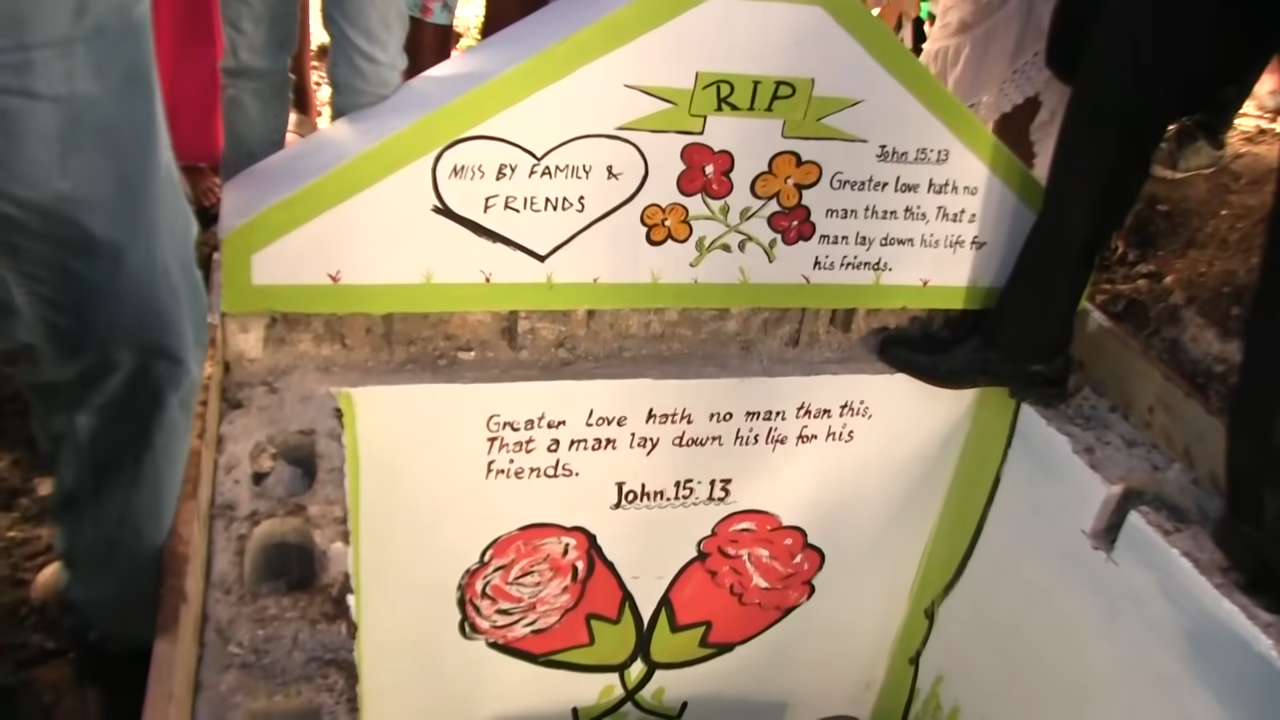 R.I.P
MISS BY FAMILY &
FRIENDS
John 15:13
Greater love hath no
man than this, That a
man lay down his life for
his Friends.
Greater Love hath no man than this,
That a man lay down his life for his
Friends.
John.15:13